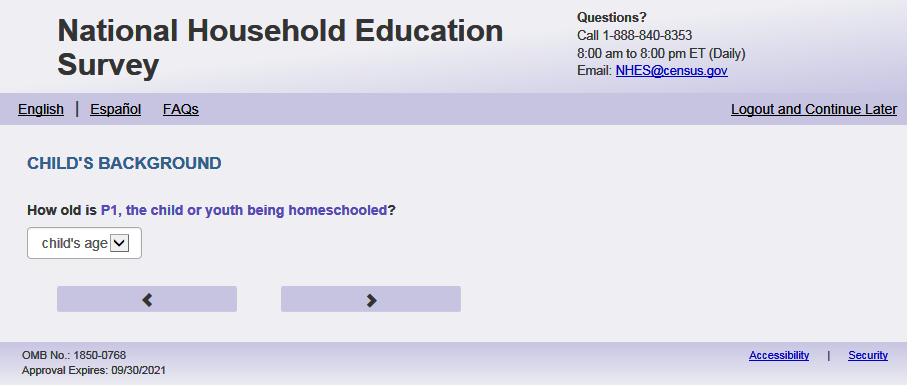 National Household Education
Survey
Questions?
Call 1-888-840-8353
8:00 am to 8:00 pm ET (Daily)
Email: NHES@census.gov
English | Español FAQs Logout and Continue Later
CHILD'S BACKGROUND
How old is P1, the child or youth being homeschooled?
child's age
OMB No.: 1850-0768
Approval Expires: 09/30/2021
Accessibility | Security